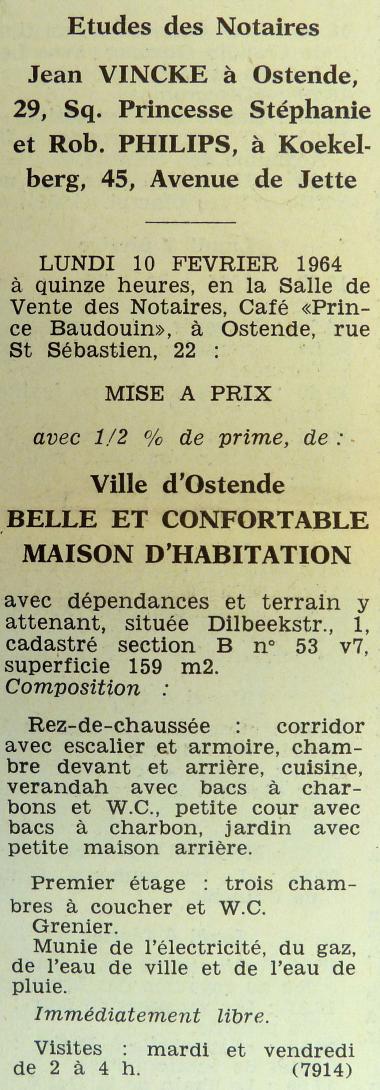 Etudes des Notaires
Jean VINCKE à Ostende,
29, Sq. Princesse Stéphanie
et Rob. PHILIPS, à Koekel-
berg, 45, Avenue de Jette
LUNDI 10 FEVRIER 1964
à quinze heures, en la Salle de
Vente des Notaires, Café «Prin-
ce Baudouin», à Ostende, rue
St Sébastien, 22 :
MISE A PRIX
avec 1/2 % de prime, de :
Ville d'Ostende
BELLE ET CONFORTABLE
MAISON D'HABITATION
avec dépendances et terrain y
attenant, située Dilbeekstr., 1,
cadastré section B n° 53 v7,
superficie 159 m2.
Composition :
Rez-de-chaussée : corridor
avec escalier et armoire, cham-
bre devant et arrière, cuisine,
verandah avec bacs à char-
bons et W.C., petite cour avec
bacs à charbon, jardin avec
petite maison arrière.
Premier étage : trois cham-
bres à coucher et W.C.
Grenier.
Munie de l'électricité, du gaz,
de l'eau de ville et de l'eau de
pluie.
Immédiatement libre.
Visites : mardi et vendredi
de 2 à 4 h. (7914)